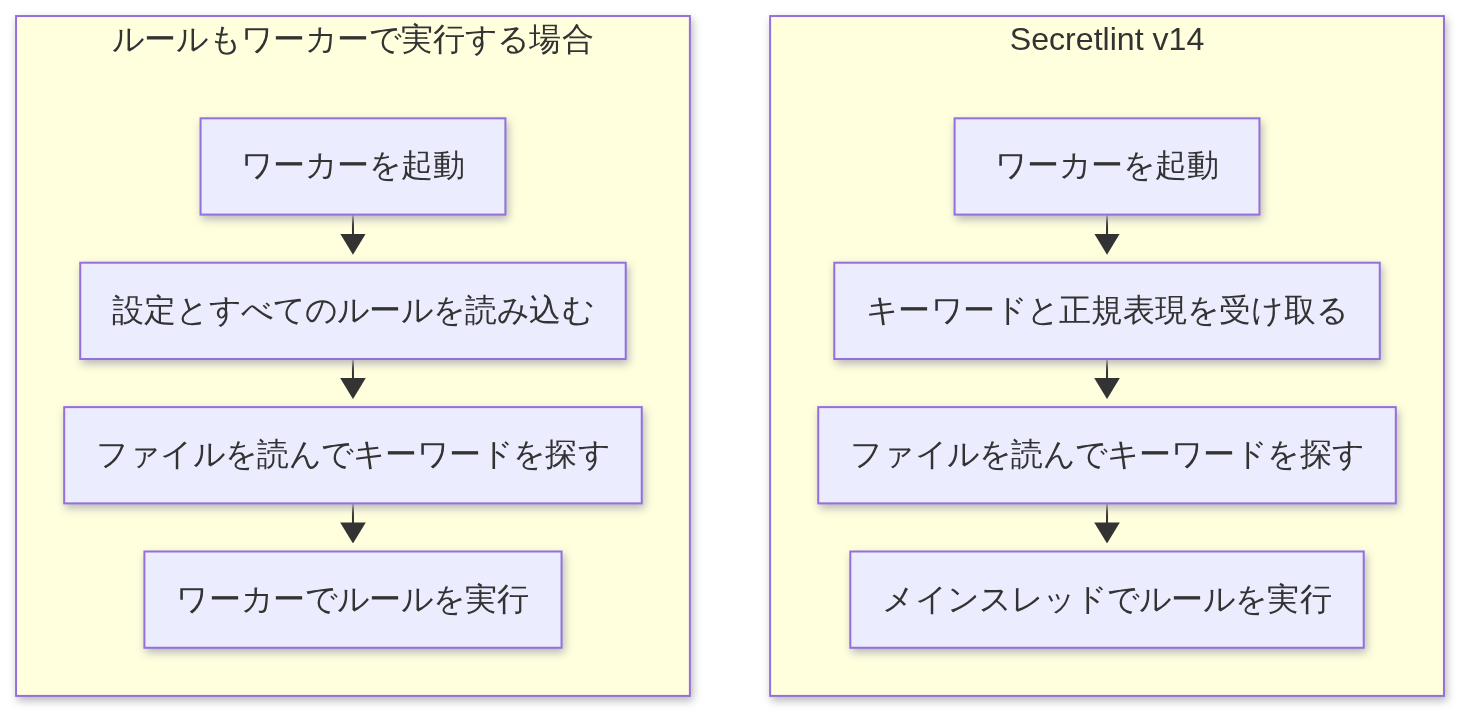 ルールもワーカーで実行する場合
ワーカーを起動
設定とすべてのルールを読み込む
ファイルを読んでキーワードを探す
ワーカーでルールを実行
Secretlint v14
ワーカーを起動
キーワードと正規表現を受け取る
ファイルを読んでキーワードを探す
メインスレッドでルールを実行